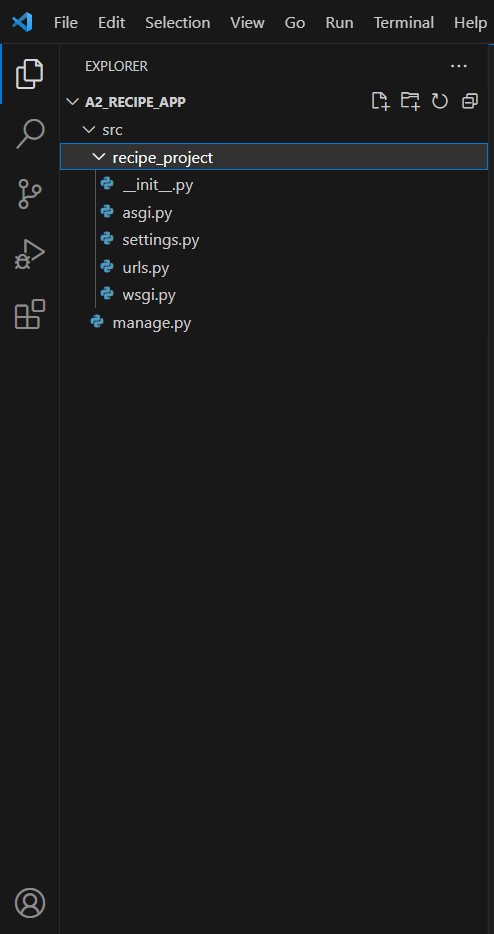 File Edit Selection View Go Run Terminal Help
EXPLORER
A2_RECIPE_APP
src
recipe_project
__init__.py
asgi.py
settings.py
urls.py
wsgi.py
manage.py